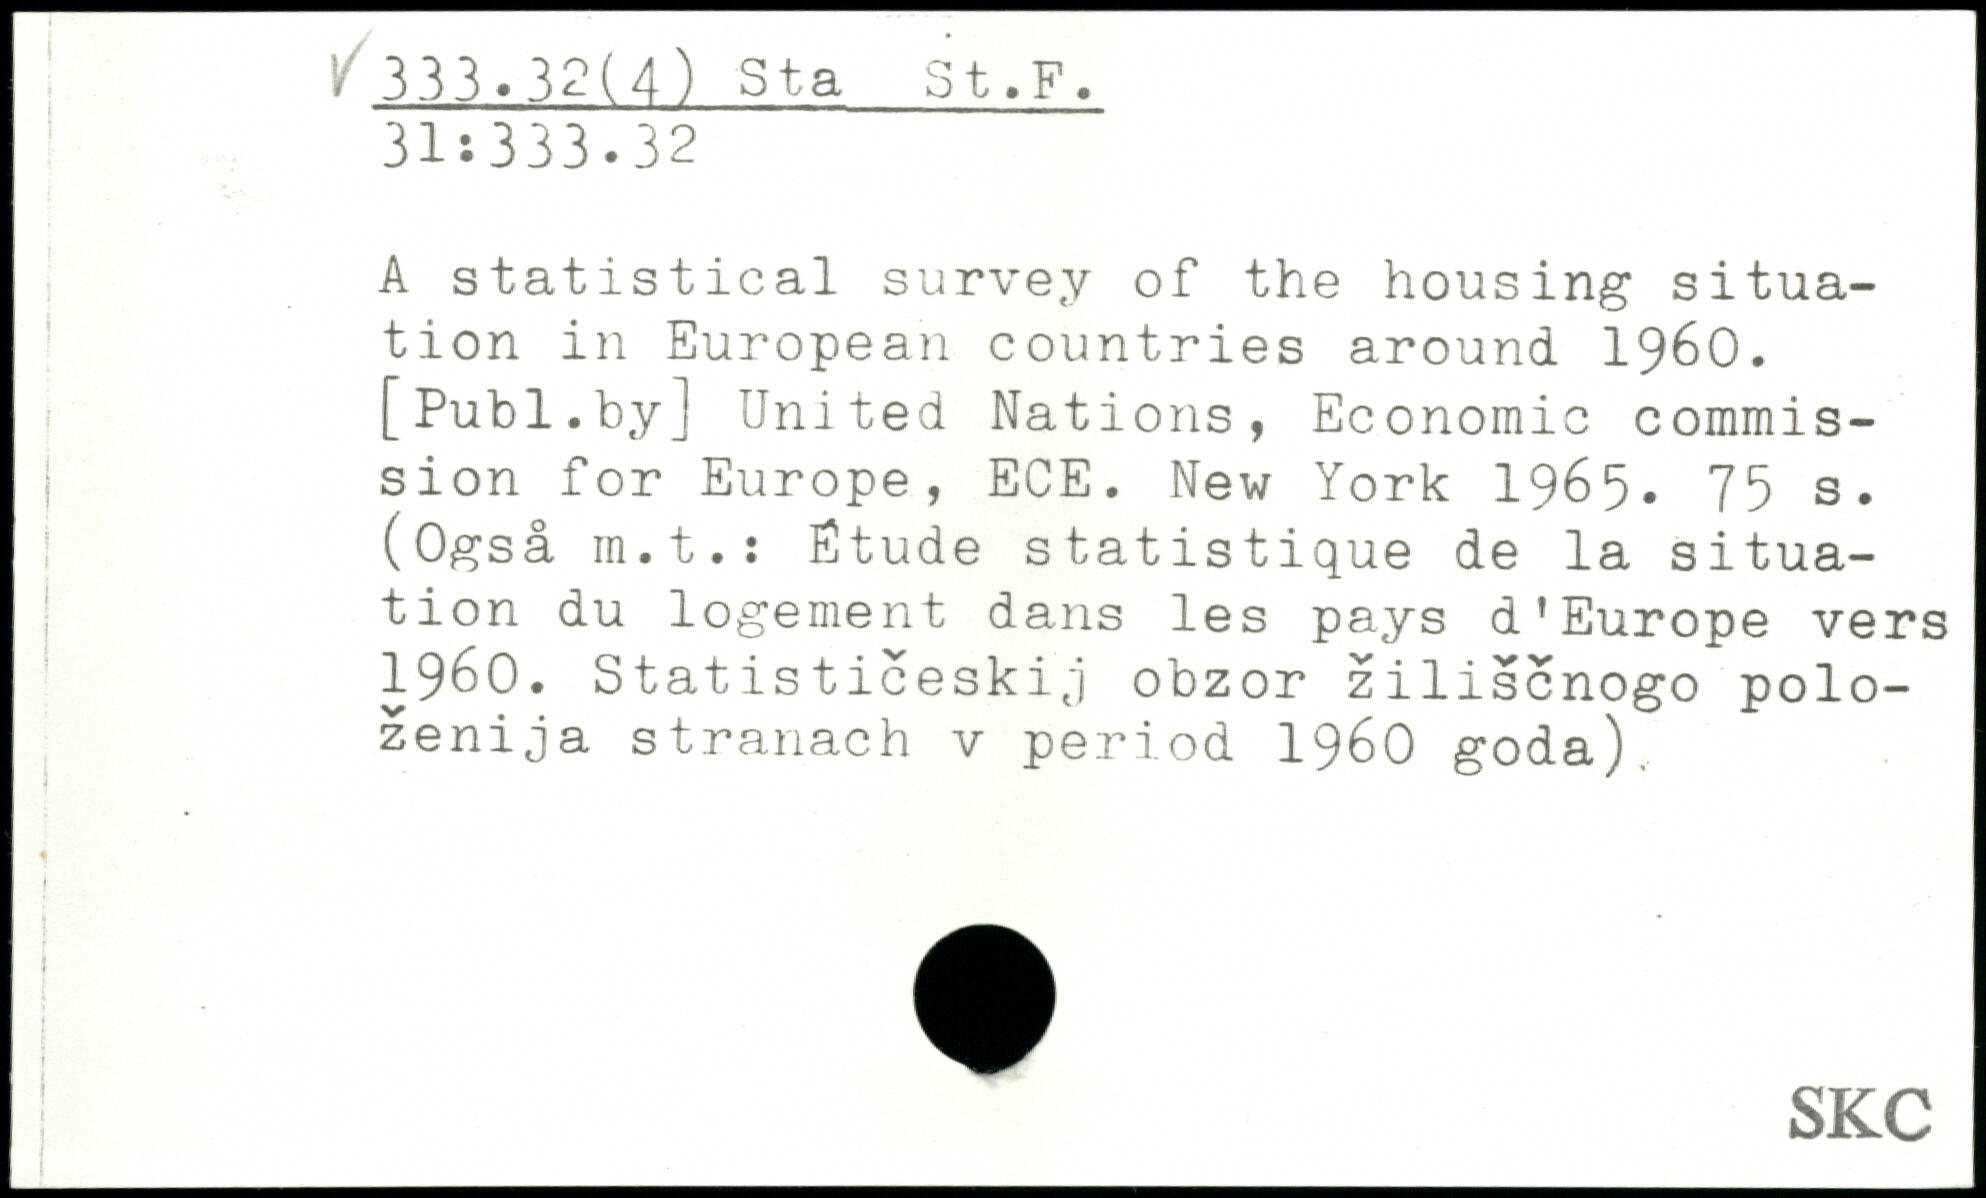 √ 333.32(4) Sta St.F.
31:333.32
A statistical survey of the housing situa-
tion in European countries around 1960.
[Publ.by] United Nations, Economic commis-
sion for Europe, ECE. New York 1965. 75 s.
(Også m.t.: Étude statistique de la situa-
tion du logement dans les pays d'Europe vers
1960. Statističeskij obzor žiliščnogo polo-
ženija stranach v period 1960 goda).
SKC